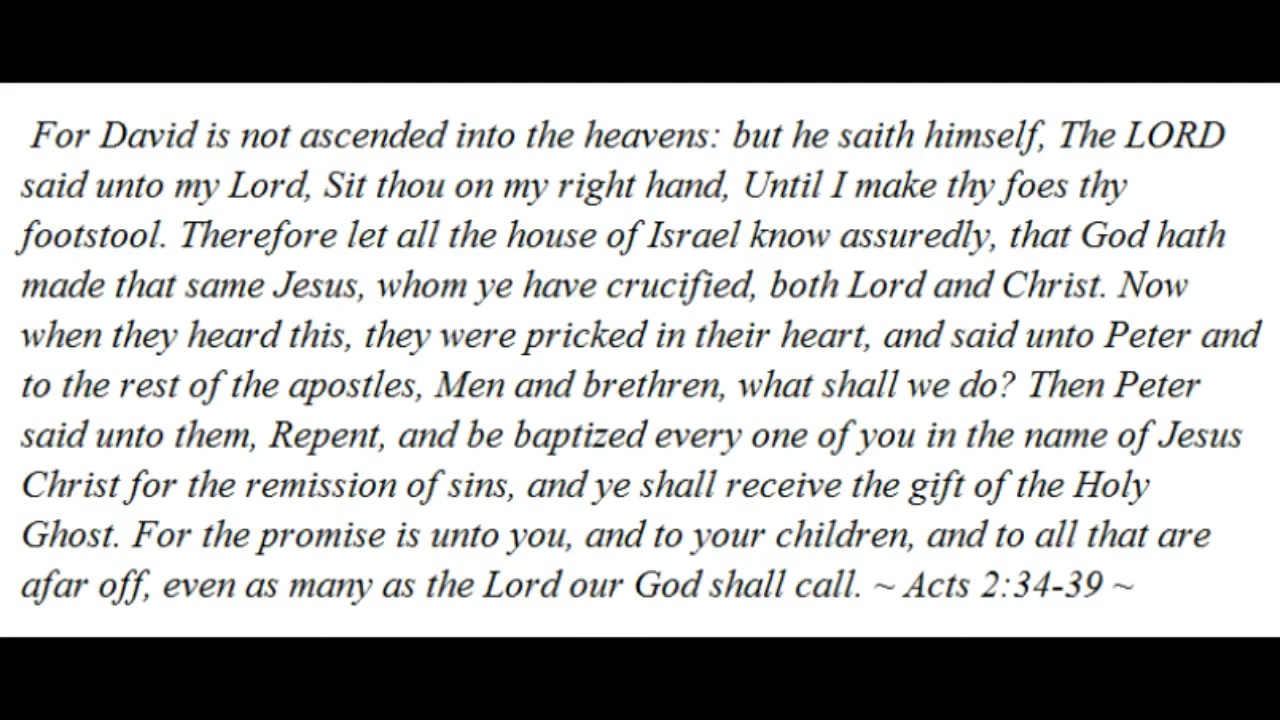 For David is not ascended into the heavens: but he saith himself, The LORD
said unto my Lord, Sit thou on my right hand, Until I make thy foes thy
footstool. Therefore let all the house of Israel know assuredly, that God hath
made that same Jesus, whom ye have crucified, both Lord and Christ. Now
when they heard this, they were pricked in their heart, and said unto Peter and
to the rest of the apostles, Men and brethren, what shall we do? Then Peter
said unto them, Repent, and be baptized every one of you in the name of Jesus
Christ for the remission of sins, and ye shall receive the gift of the Holy
Ghost. For the promise is unto you, and to your children, and to all that are
afar off, even as many as the Lord our God shall call. ~ Acts 2:34-39 ~